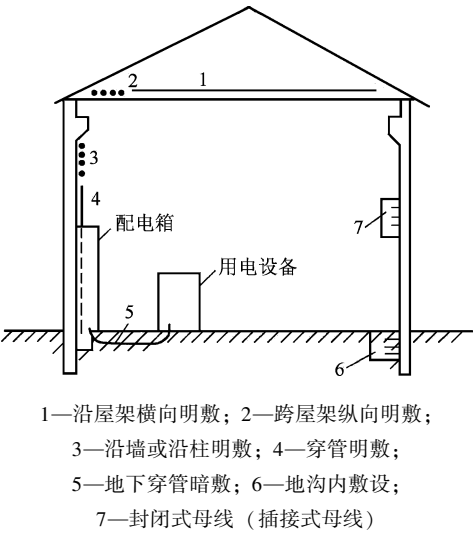 2
1
3
4
配电箱
7
用电设备
5
6
1—沿屋架横向明敷；2—跨屋架纵向明敷；
3—沿墙或沿柱明敷；4—穿管明敷；
5—地下穿管暗敷；6—地沟内敷设；
7—封闭式母线（插接式母线）